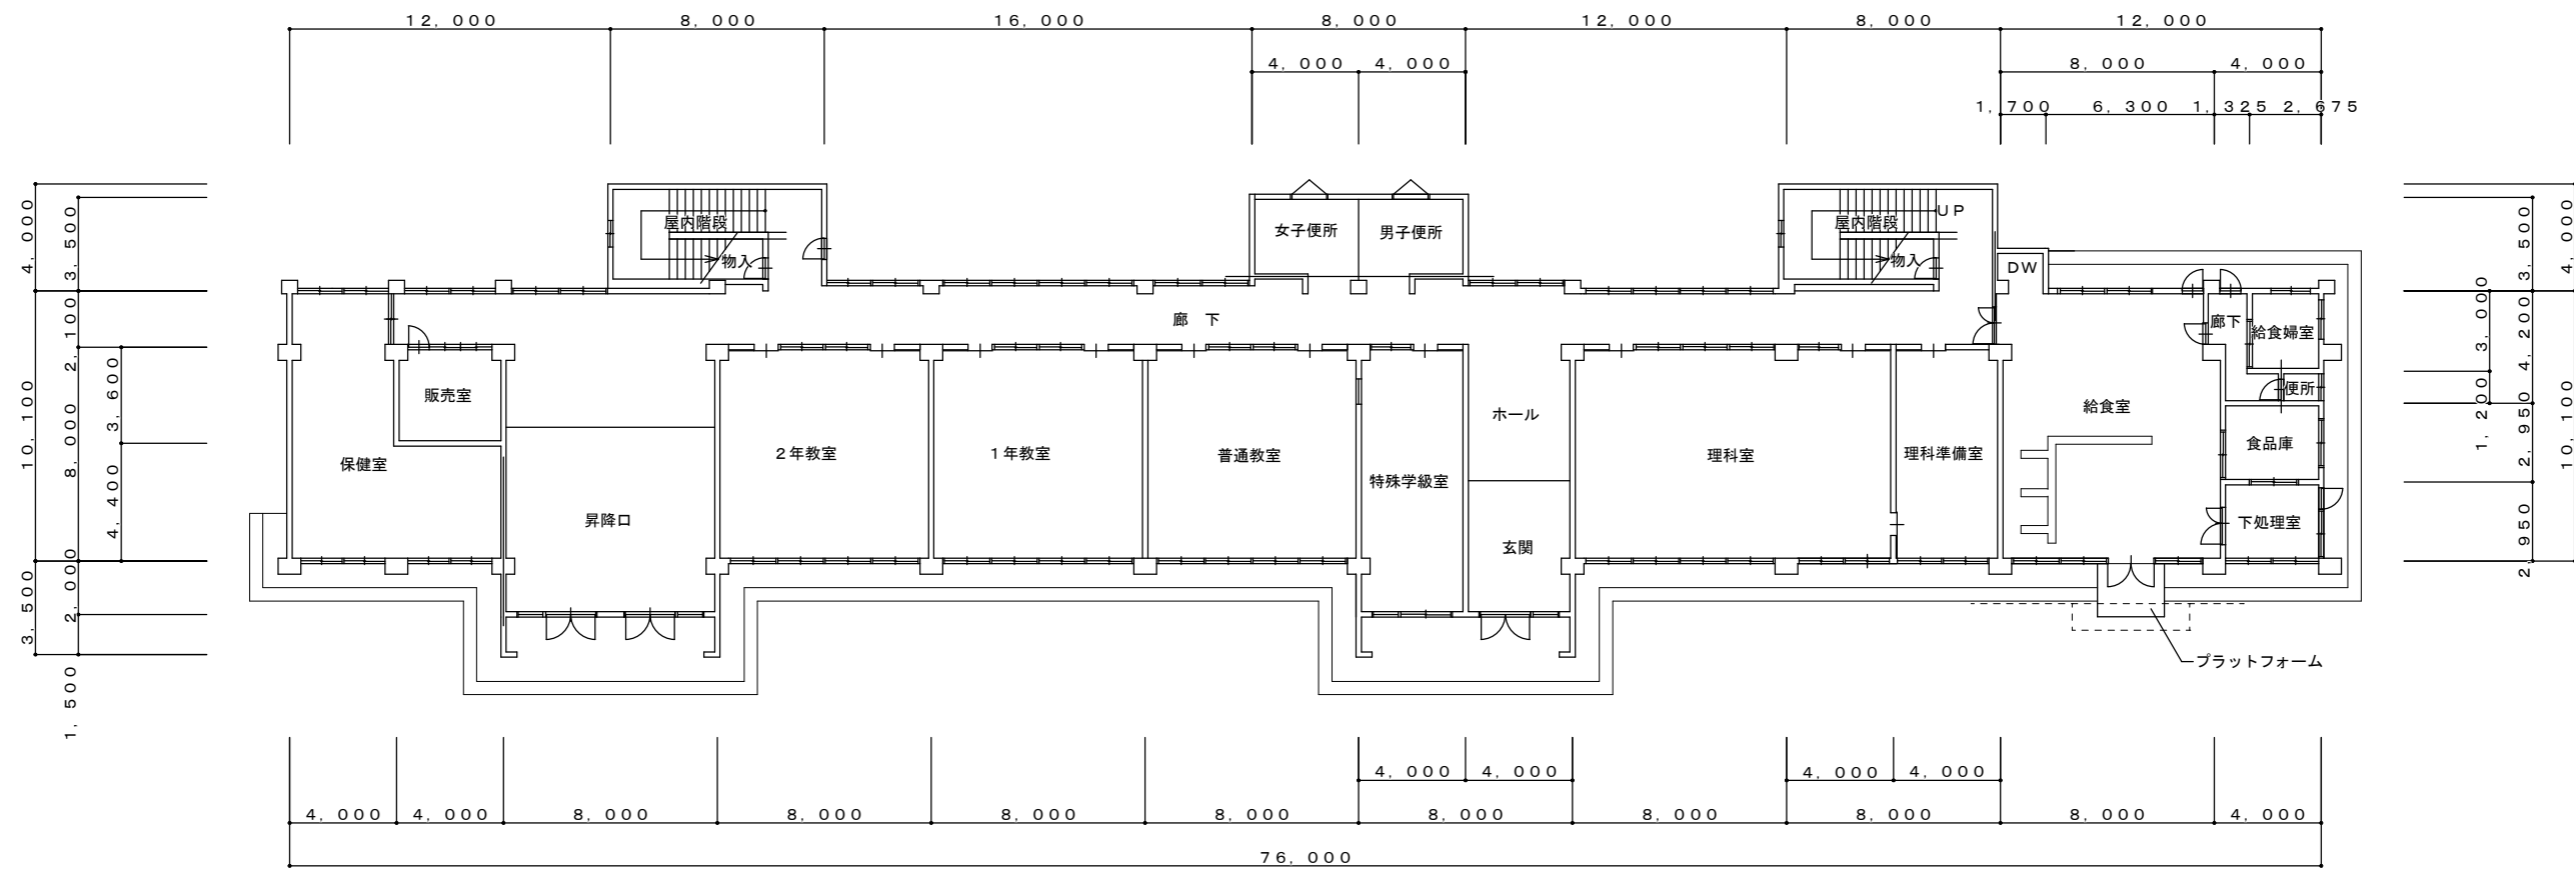 12,000 8,000 16,000 8,000 12,000 8,000 12,000
4,000 4,000 8,000 4,000
1,700 6,300 1,325 2,675
4,000
3,500
10,100
2,100
8,000
3,600
4,400
3,500
2,000
1,500
屋内階段
物入
女子便所
男子便所
屋内階段
UP
物入
DW
廊 下
廊下
給食婦室
便所
販売室
保健室
昇降口
2年教室
1年教室
普通教室
特殊学級室
ホール
玄関
理科室
理科準備室
給食室
食品庫
下処理室
プラットフォーム
3,500
4,000
3,000
4,200
1,200
2,950
10,100
2,950
4,000 4,000 4,000 4,000
4,000 4,000 8,000 8,000 8,000 8,000 8,000 8,000 8,000 8,000 4,000
76,000